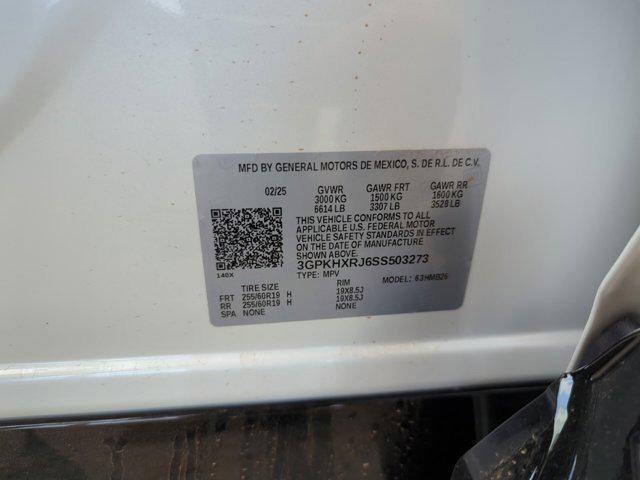 MFD BY GENERAL MOTORS DE MEXICO, S. DE R.L. DE C.V.
02/25 GVWR GAWR FRT GAWR RR
3000 KG 1500 KG 1600 KG
6614 LB 3307 LB 3528 LB
THIS VEHICLE CONFORMS TO ALL
APPLICABLE U.S. FEDERAL MOTOR
VEHICLE SAFETY STANDARDS IN EFFECT
ON THE DATE OF MANUFACTURE
SHOWN ABOVE.
3GPKHXRJ6SS503273
140X TYPE: MPV MODEL: 63HMB26
TIRE SIZE RIM
FRT 255/60R19 H 19X8.5J
RR 255/60R19 H 19X8.5J
SPA NONE NONE